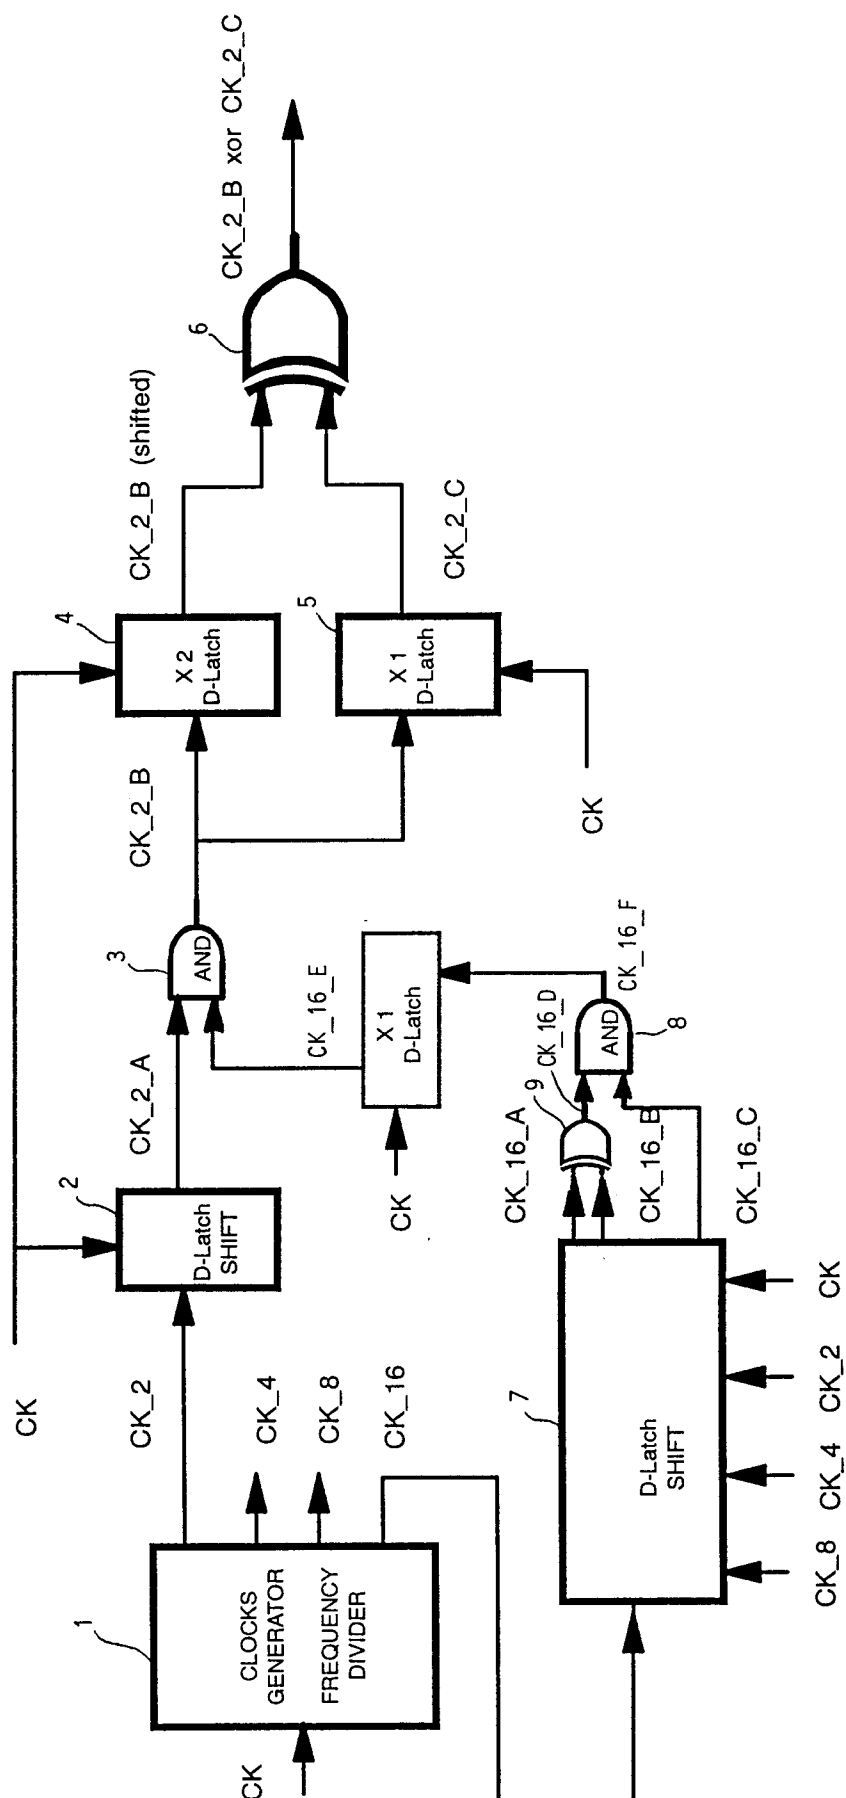 CK
CLOCKS
GENERATOR
FREQUENCY
DIVIDER
1
CK_2
CK_4
CK_8
CK_16
CK
D-Latch
SHIFT
2
CK_2_A
AND
3
CK_2_B
X 2
D-Latch
4
CK_2_B (shifted)
X 1
D-Latch
5
CK
CK_2_C
6
CK_2_B xor CK_2_C
CK
X 1
D-Latch
CK_16_E
D-Latch
SHIFT
7
CK_8
CK_4
CK_2
CK
CK_16_A
CK_16_B
CK_16_C
9
CK_16_D
AND
8
CK_16_F